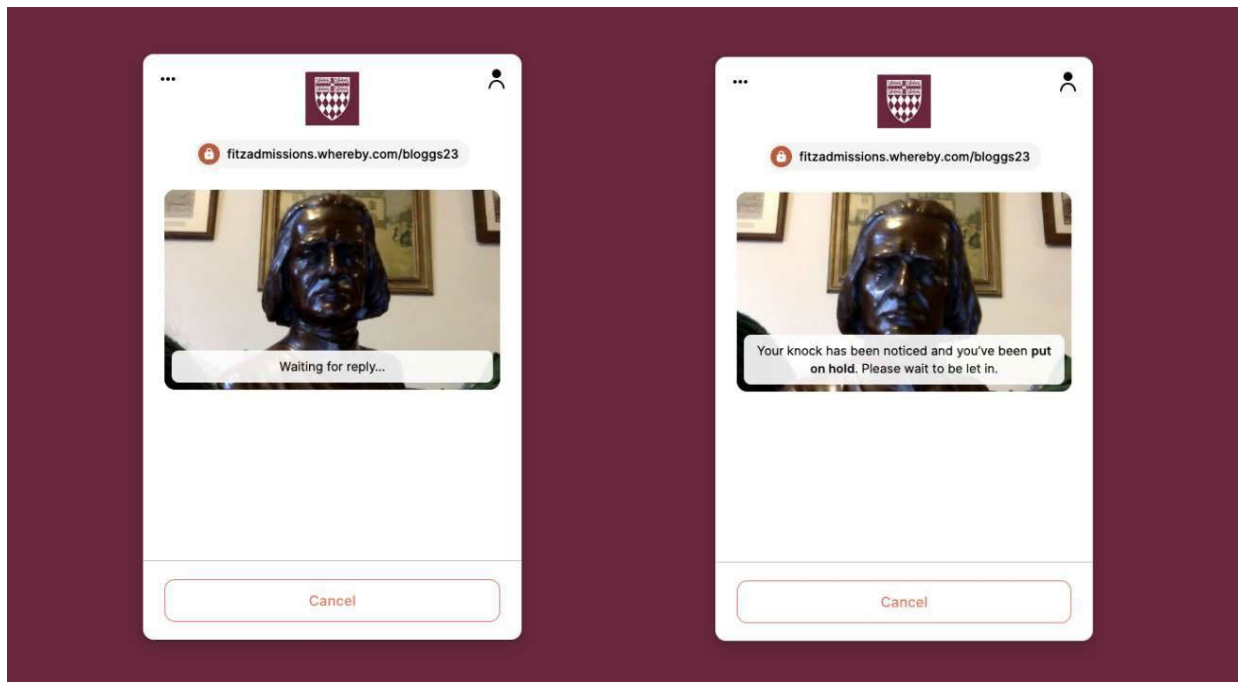 fitzadmissions.whereby.com/bloggs23
Waiting for reply...
Cancel
fitzadmissions.whereby.com/bloggs23
Your knock has been noticed and you've been put
on hold. Please wait to be let in.
Cancel